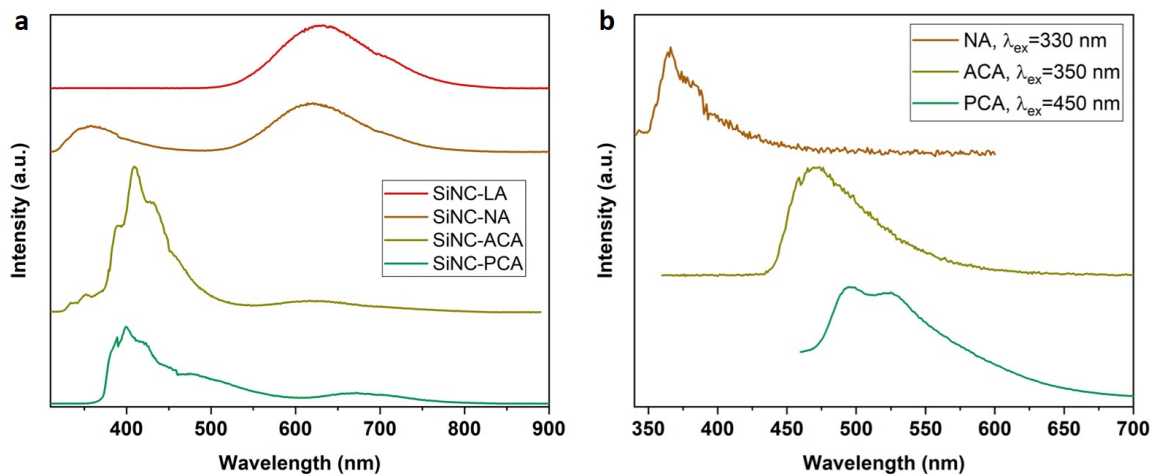 a
Intensity (a.u.)
SiNC-LA
SiNC-NA
SiNC-ACA
SiNC-PCA
400 500 600 700 800 900
Wavelength (nm)
b
Intensity (a.u.)
NA, λex=330 nm
ACA, λex=350 nm
PCA, λex=450 nm
350 400 450 500 550 600 650 700
Wavelength (nm)